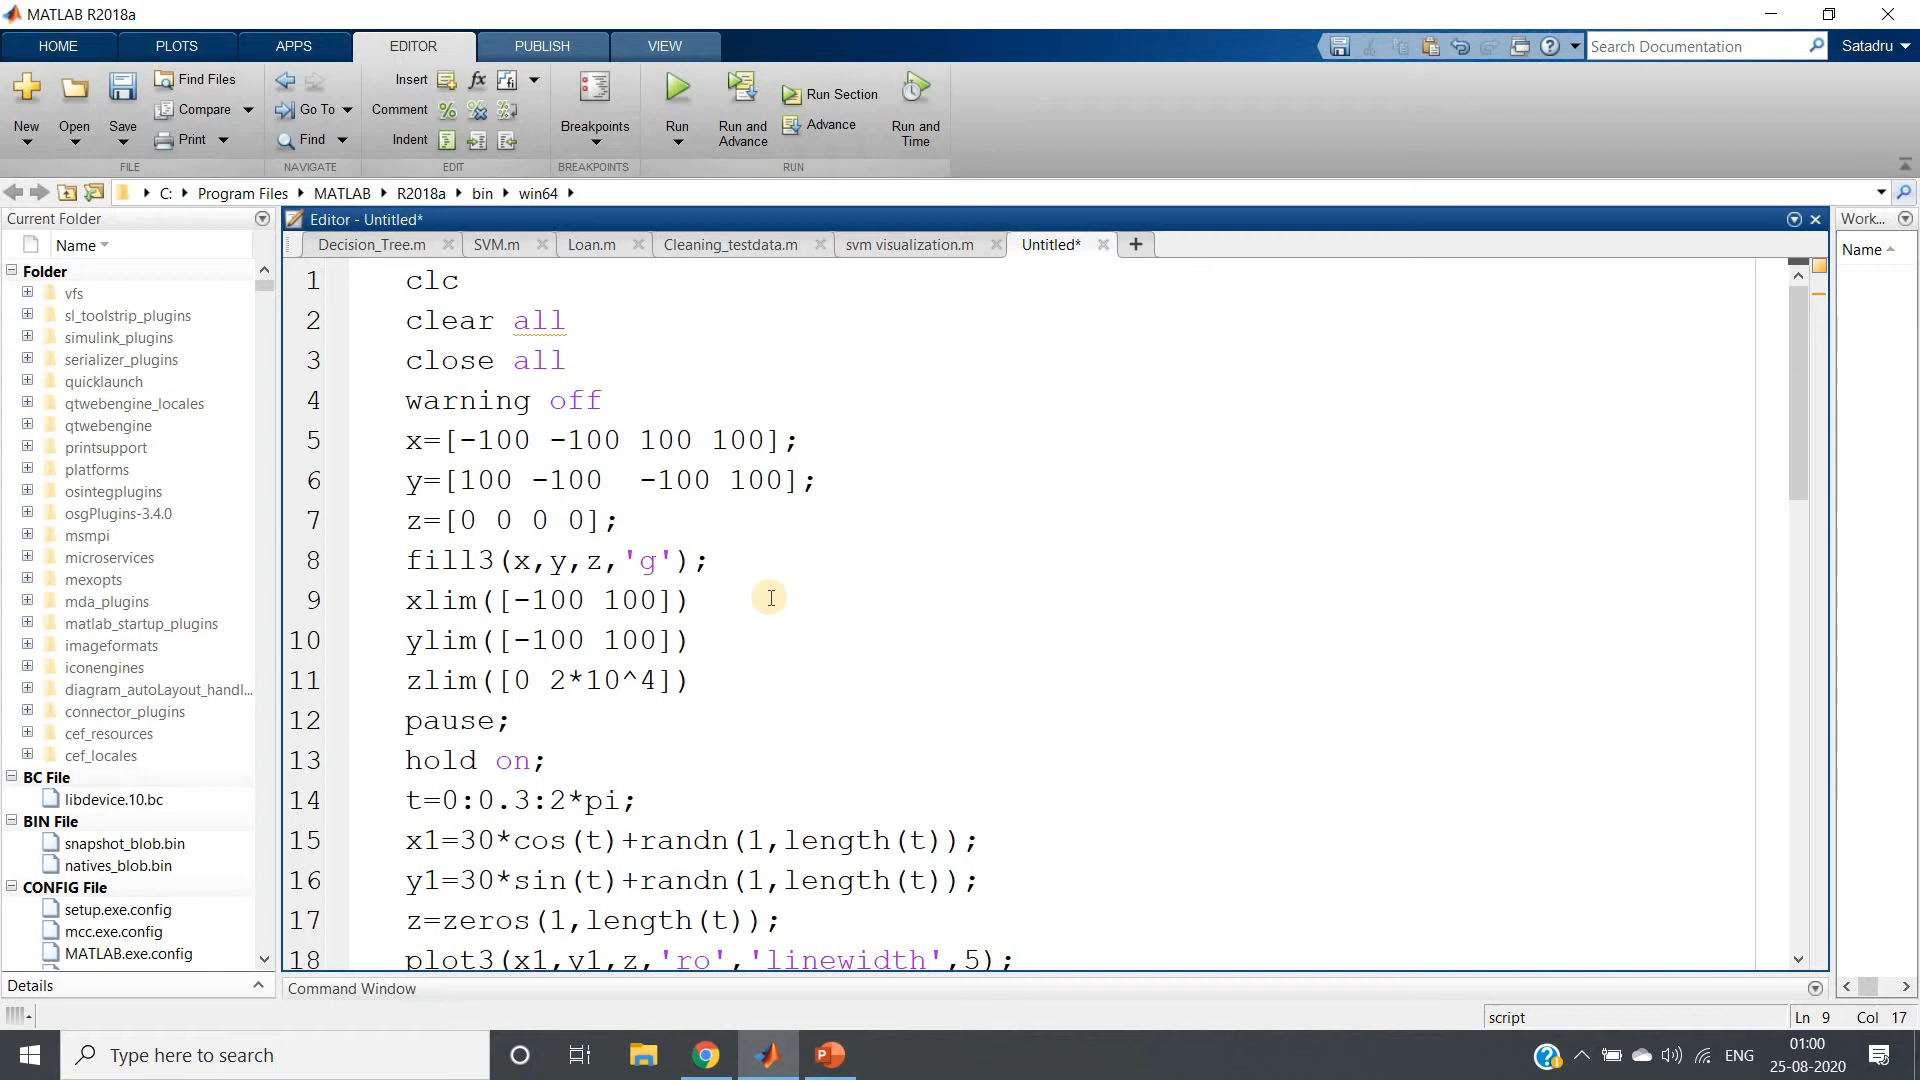 MATLAB R2018a
HOME PLOTS APPS EDITOR PUBLISH VIEW Search Documentation Satadru
New Open Save Find Files Compare Print Go To Find Insert Comment Indent Breakpoints Run Run and Advance Run Section Advance Run and Time
FILE NAVIGATE EDIT BREAKPOINTS RUN
C: Program Files MATLAB R2018a bin win64
Current Folder
Name
Folder
vfs
sl_toolstrip_plugins
simulink_plugins
serializer_plugins
quicklaunch
qtwebengine_locales
qtwebengine
printsupport
platforms
osintegplugins
osgPlugins-3.4.0
msmpi
microservices
mexopts
mda_plugins
matlab_startup_plugins
imageformats
iconengines
diagram_autoLayout_handl...
connector_plugins
cef_resources
cef_locales
BC File
libdevice.10.bc
BIN File
snapshot_blob.bin
natives_blob.bin
CONFIG File
setup.exe.config
mcc.exe.config
MATLAB.exe.config
Details
Editor - Untitled*
Decision_Tree.m SVM.m Loan.m Cleaning_testdata.m svm visualization.m Untitled*
1 clc
2 clear all
3 close all
4 warning off
5 x=[-100 -100 100 100];
6 y=[100 -100  -100 100];
7 z=[0 0 0 0];
8 fill3(x,y,z,'g');
9 xlim([-100 100])
10 ylim([-100 100])
11 zlim([0 2*10^4])
12 pause;
13 hold on;
14 t=0:0.3:2*pi;
15 x1=30*cos(t)+randn(1,length(t));
16 y1=30*sin(t)+randn(1,length(t));
17 z=zeros(1,length(t));
18 plot3(x1,y1,z,'ro','linewidth',5);
Command Window
Work...
Name
script Ln 9 Col 17
Type here to search
ENG
01:00
25-08-2020